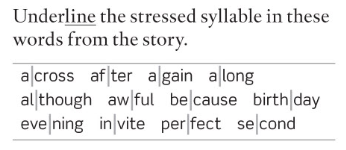 Underline the stressed syllable in these
words from the story.
a|cross af|ter a|gain a|long
al|though aw|ful be|cause birth|day
eve|ning in|vite per|fect se|cond